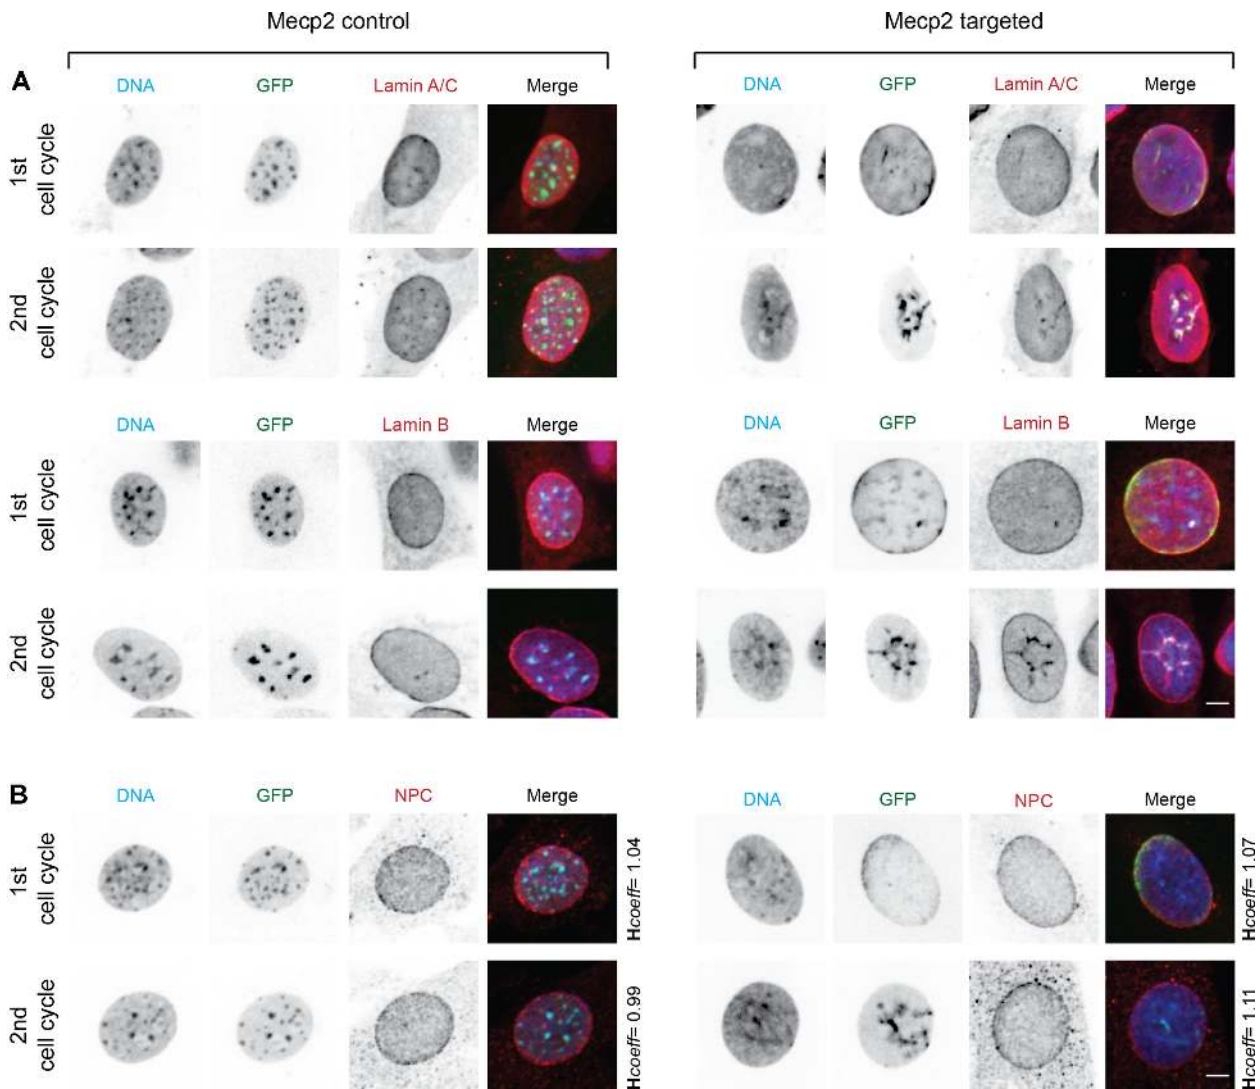 Mecp2 control Mecp2 targeted
A
DNA GFP Lamin A/C Merge DNA GFP Lamin A/C Merge
1st
cell cycle
2nd
cell cycle
DNA GFP Lamin B Merge DNA GFP Lamin B Merge
1st
cell cycle
2nd
cell cycle
B
DNA GFP NPC Merge DNA GFP NPC Merge
1st
cell cycle
Hcoeff= 1.04 Hcoeff= 1.07
2nd
cell cycle
Hcoeff= 0.99 Hcoeff= 1.11